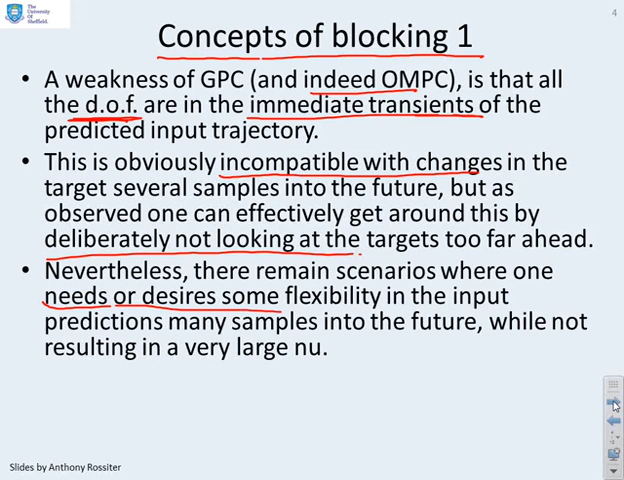 The
University
Of
Sheffield.
4
Concepts of blocking 1
• A weakness of GPC (and indeed OMPC), is that all
the d.o.f. are in the immediate transients of the
predicted input trajectory.
• This is obviously incompatible with changes in the
target several samples into the future, but as
observed one can effectively get around this by
deliberately not looking at the targets too far ahead.
• Nevertheless, there remain scenarios where one
needs or desires some flexibility in the input
predictions many samples into the future, while not
resulting in a very large nu.
Slides by Anthony Rossiter